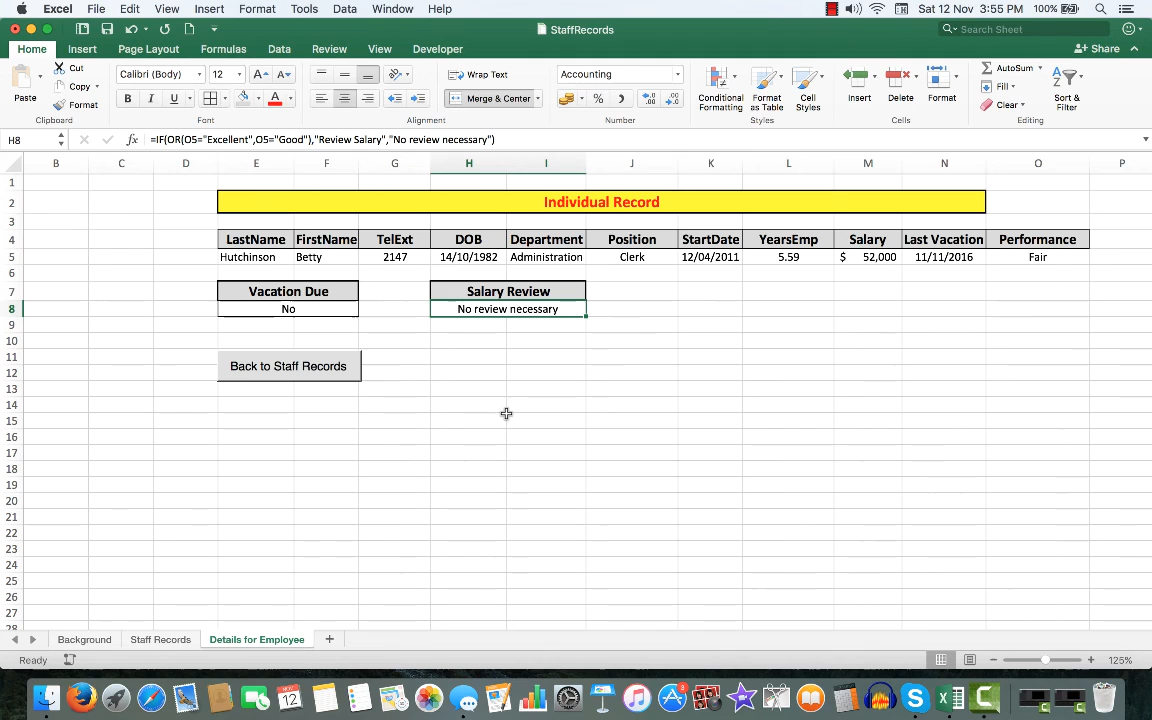 Excel File Edit View Insert Format Tools Data Window Help Sat 12 Nov 3:55 PM 100%
StaffRecords Search Sheet
Home Insert Page Layout Formulas Data Review View Developer Share
Paste Cut Copy Format Calibri (Body) 12 A A Wrap Text Accounting Conditional Formatting Format as Table Cell Styles Insert Delete Format AutoSum Fill Clear Sort & Filter
B I U A Merge & Center $ % )
Clipboard Font Alignment Number Styles Cells Editing
H8 fx =IF(OR(O5="Excellent",O5="Good"),"Review Salary","No review necessary")
B C D E F G H I J K L M N O P
1
2 Individual Record
3
4 LastName FirstName TelExt DOB Department Position StartDate YearsEmp Salary Last Vacation Performance
5 Hutchinson Betty 2147 14/10/1982 Administration Clerk 12/04/2011 5.59 $ 52,000 11/11/2016 Fair
6
7 Vacation Due Salary Review
8 No No review necessary
9
10
11
Back to Staff Records
12
13
14
15
16
17
18
19
20
21
22
23
24
25
26
27
28
Background Staff Records Details for Employee +
Ready 125%
NOV 12 3